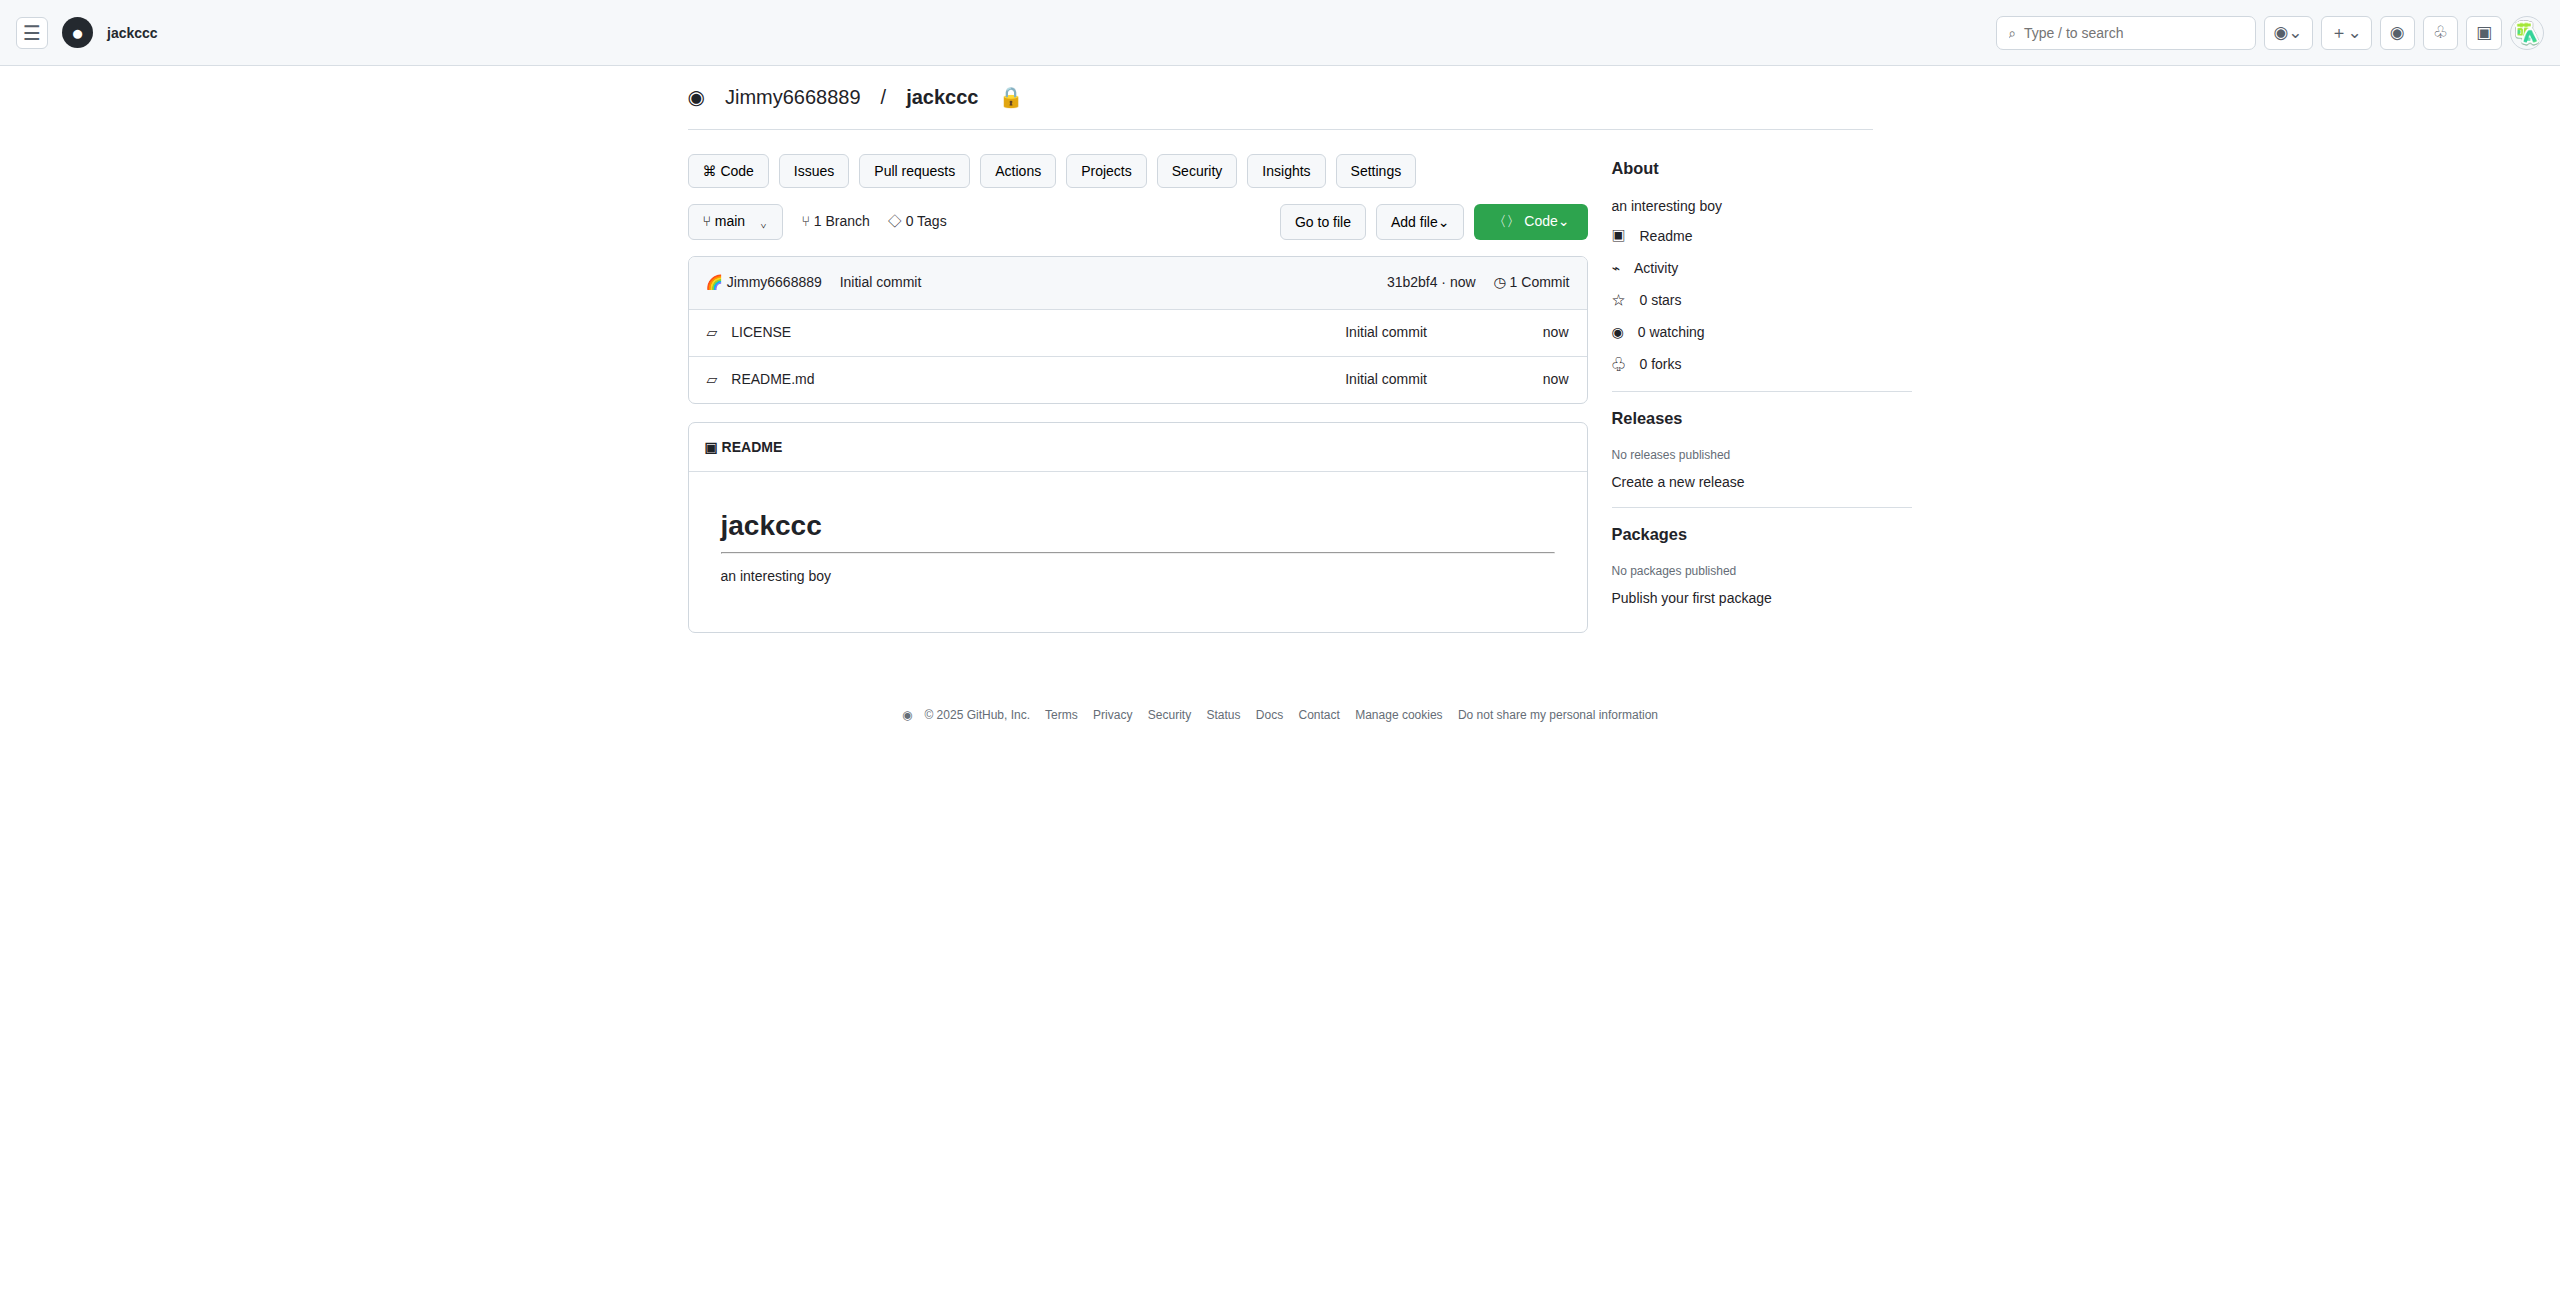 jackccc
Type / to search
Jimmy6668889 / jackccc
Code Issues Pull requests Actions Projects Security Insights Settings
main 1 Branch 0 Tags Go to file Add file Code
Jimmy6668889 Initial commit 31b2bf4 · now 1 Commit
LICENSE Initial commit now
README.md Initial commit now
README
jackccc
an interesting boy
About
an interesting boy
Readme
Activity
0 stars
0 watching
0 forks
Releases
No releases published
Create a new release
Packages
No packages published
Publish your first package
© 2025 GitHub, Inc. Terms Privacy Security Status Docs Contact Manage cookies Do not share my personal information